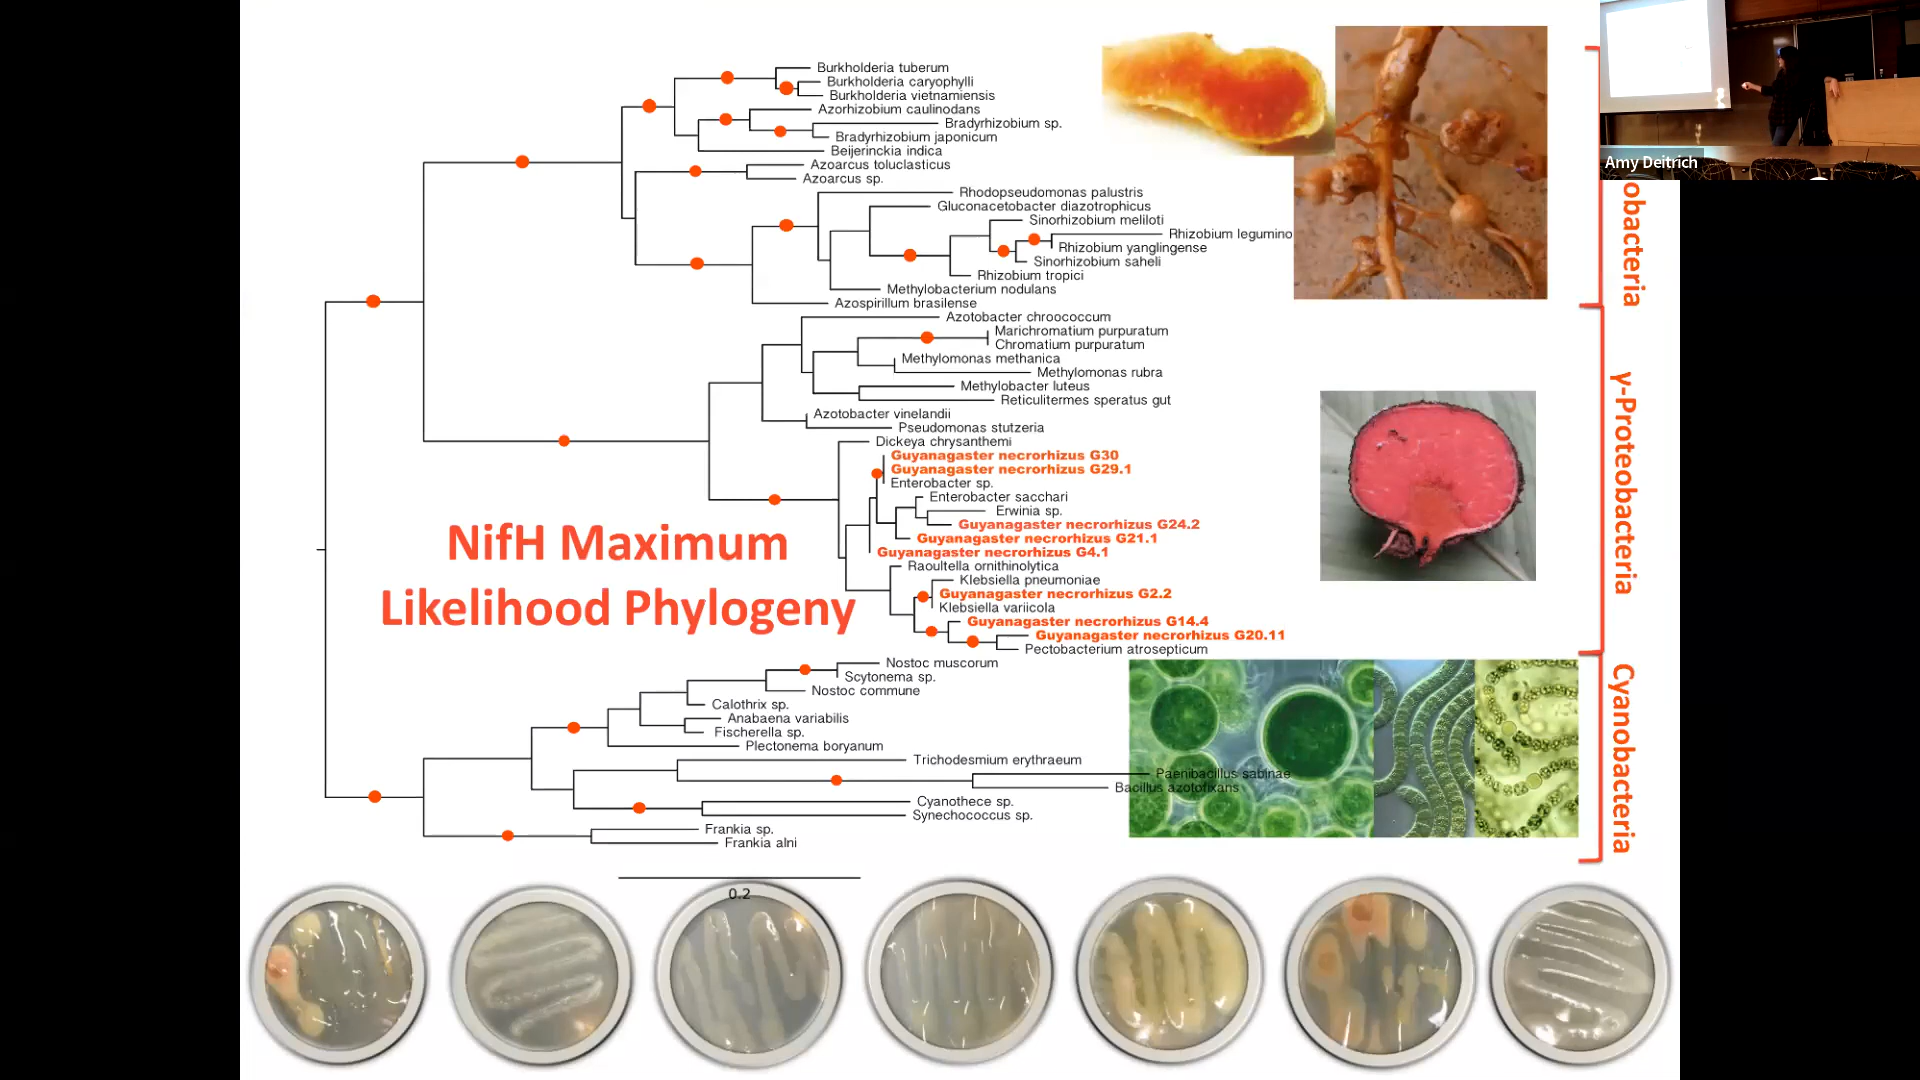 Burkholderia tuberum
Burkholderia caryophylli
Burkholderia vietnamiensis
Azorhizobium caulinodans
Bradyrhizobium sp.
Bradyrhizobium japonicum
Beijerinckia indica
Azoarcus toluclasticus
Azoarcus sp.
Rhodopseudomonas palustris
Gluconacetobacter diazotrophicus
Sinorhizobium meliloti
Rhizobium legumino
Rhizobium yanglingense
Sinorhizobium saheli
Rhizobium tropici
Methylobacterium nodulans
Azospirillum brasilense
Azotobacter chroococcum
Marichromatium purpuratum
Chromatium purpuratum
Methylomonas methanica
Methylomonas rubra
Methylobacter luteus
Reticulitermes speratus gut
Azotobacter vinelandii
Pseudomonas stutzeria
Dickeya chrysanthemi
Guyanagaster necrorhizus G30
Guyanagaster necrorhizus G29.1
Enterobacter sp.
Enterobacter sacchari
Erwinia sp.
Guyanagaster necrorhizus G24.2
Guyanagaster necrorhizus G21.1
Guyanagaster necrorhizus G4.1
Raoultella ornithinolytica
Klebsiella pneumoniae
Guyanagaster necrorhizus G2.2
Klebsiella variicola
Guyanagaster necrorhizus G14.4
Guyanagaster necrorhizus G20.11
Pectobacterium atrosepticum
Nostoc muscorum
Scytonema sp.
Nostoc commune
Calothrix sp.
Anabaena variabilis
Fischerella sp.
Plectonema boryanum
Trichodesmium erythraeum
Paenibacillus sabinae
Bacillus azotofixans
Cyanothece sp.
Synechococcus sp.
Frankia sp.
Frankia alni
0.2
NifH Maximum
Likelihood Phylogeny
obacteria
γ-Proteobacteria
Cyanobacteria
Amy Deitrich